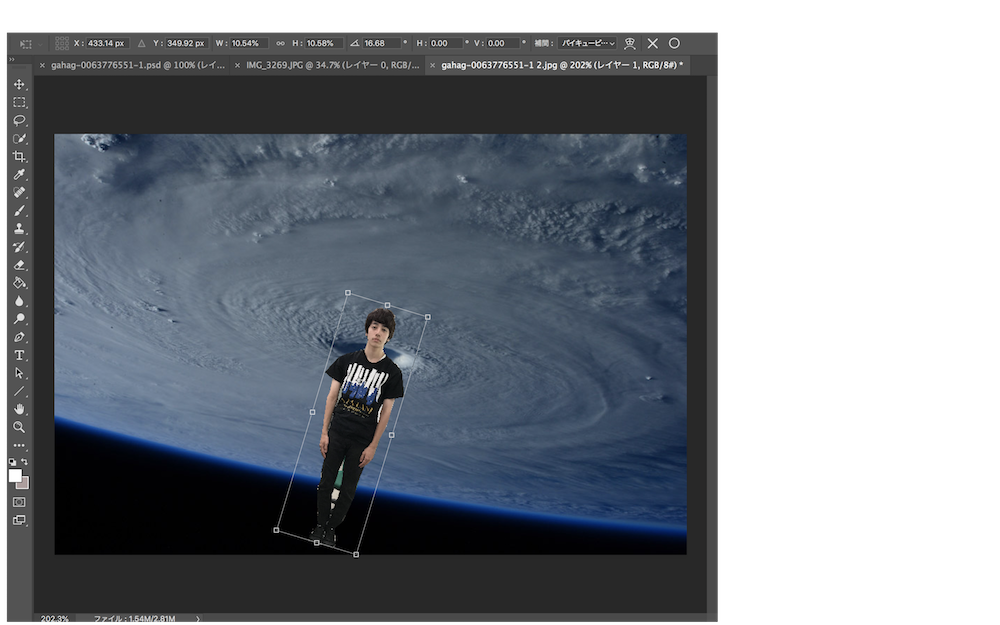 X: 433.14 px Y: 349.92 px W: 10.54% H: 10.58% 16.68 ° H: 0.00 ° V: 0.00 ° 補間: バイキュービ…
× gahag-0063776551-1.psd @ 100% (レイ... × IMG_3269.JPG @ 34.7% (レイヤー 0, RGB/... × gahag-0063776551-1 2.jpg @ 202% (レイヤー 1, RGB/8#) *
T
202.3% ファイル : 1.54M/2.81M